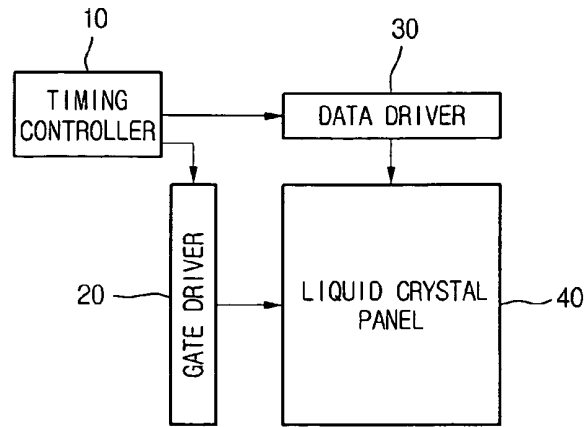 10
30
TIMING
CONTROLLER
DATA DRIVER
20
GATE DRIVER
LIQUID CRYSTAL
PANEL
40